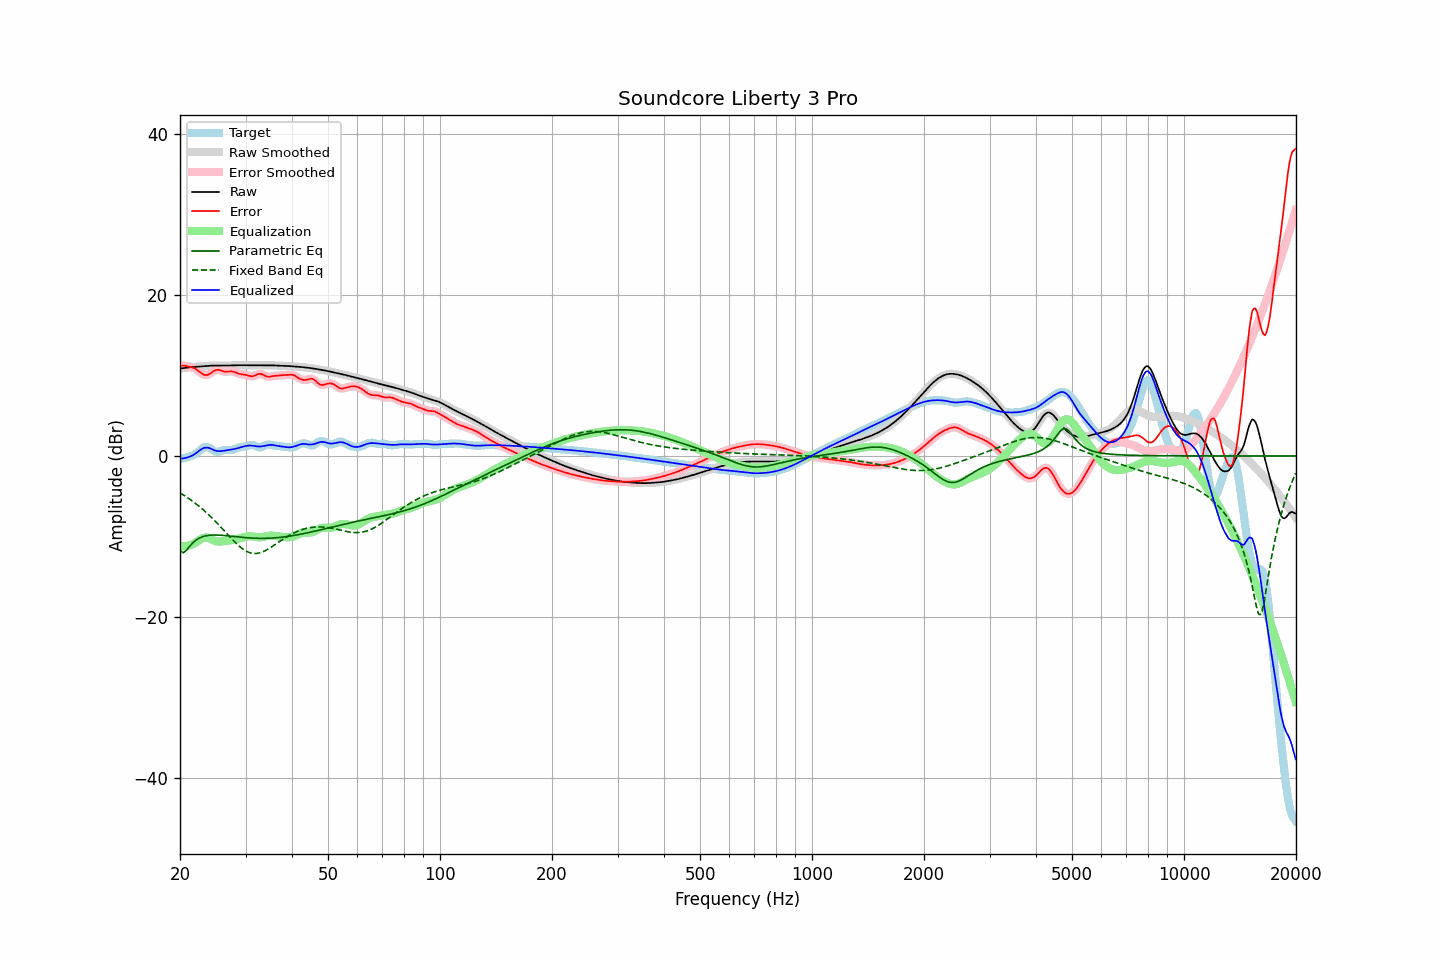 Soundcore Liberty 3 Pro
Target
Raw Smoothed
Error Smoothed
Raw
Error
Equalization
Parametric Eq
Fixed Band Eq
Equalized
40
20
0
−20
−40
Amplitude (dBr)
20 50 100 200 500 1000 2000 5000 10000 20000
Frequency (Hz)